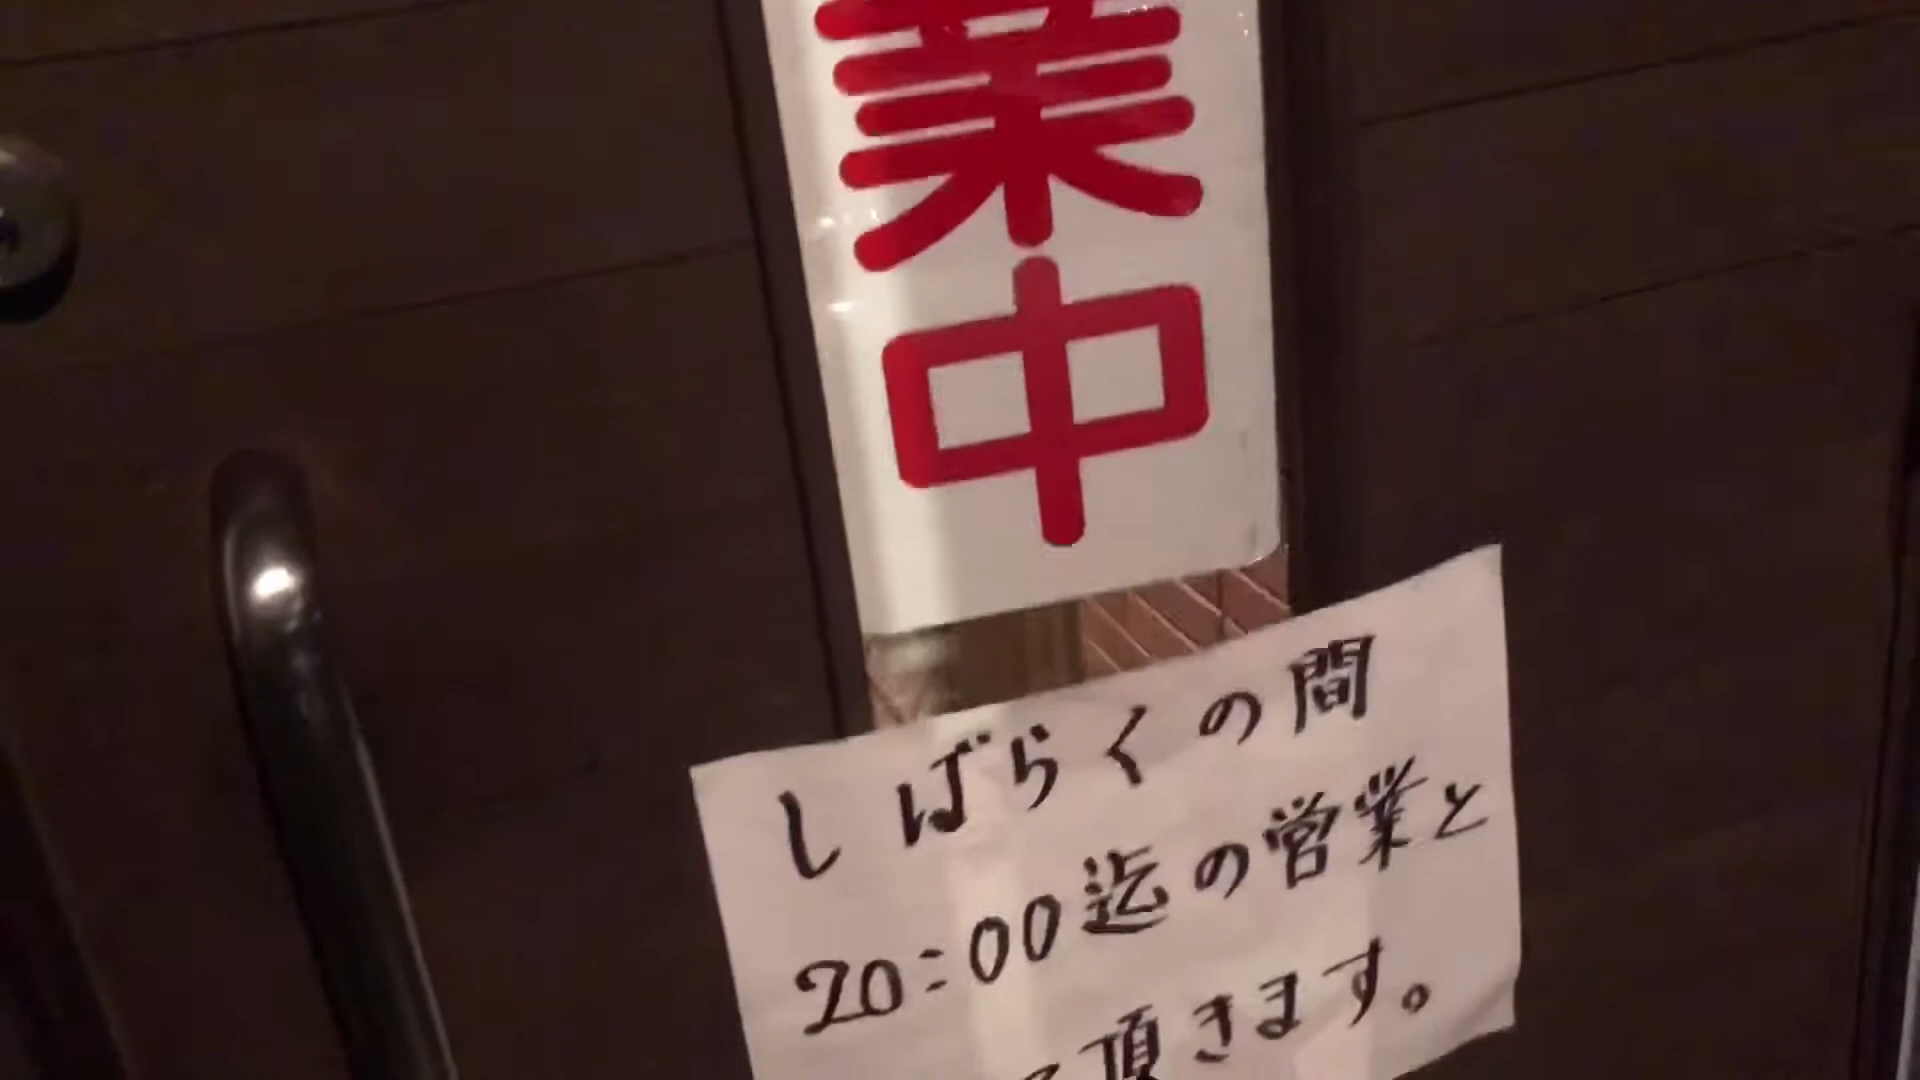 業中
しばらくの間
20:00迄の営業と
頂きます。